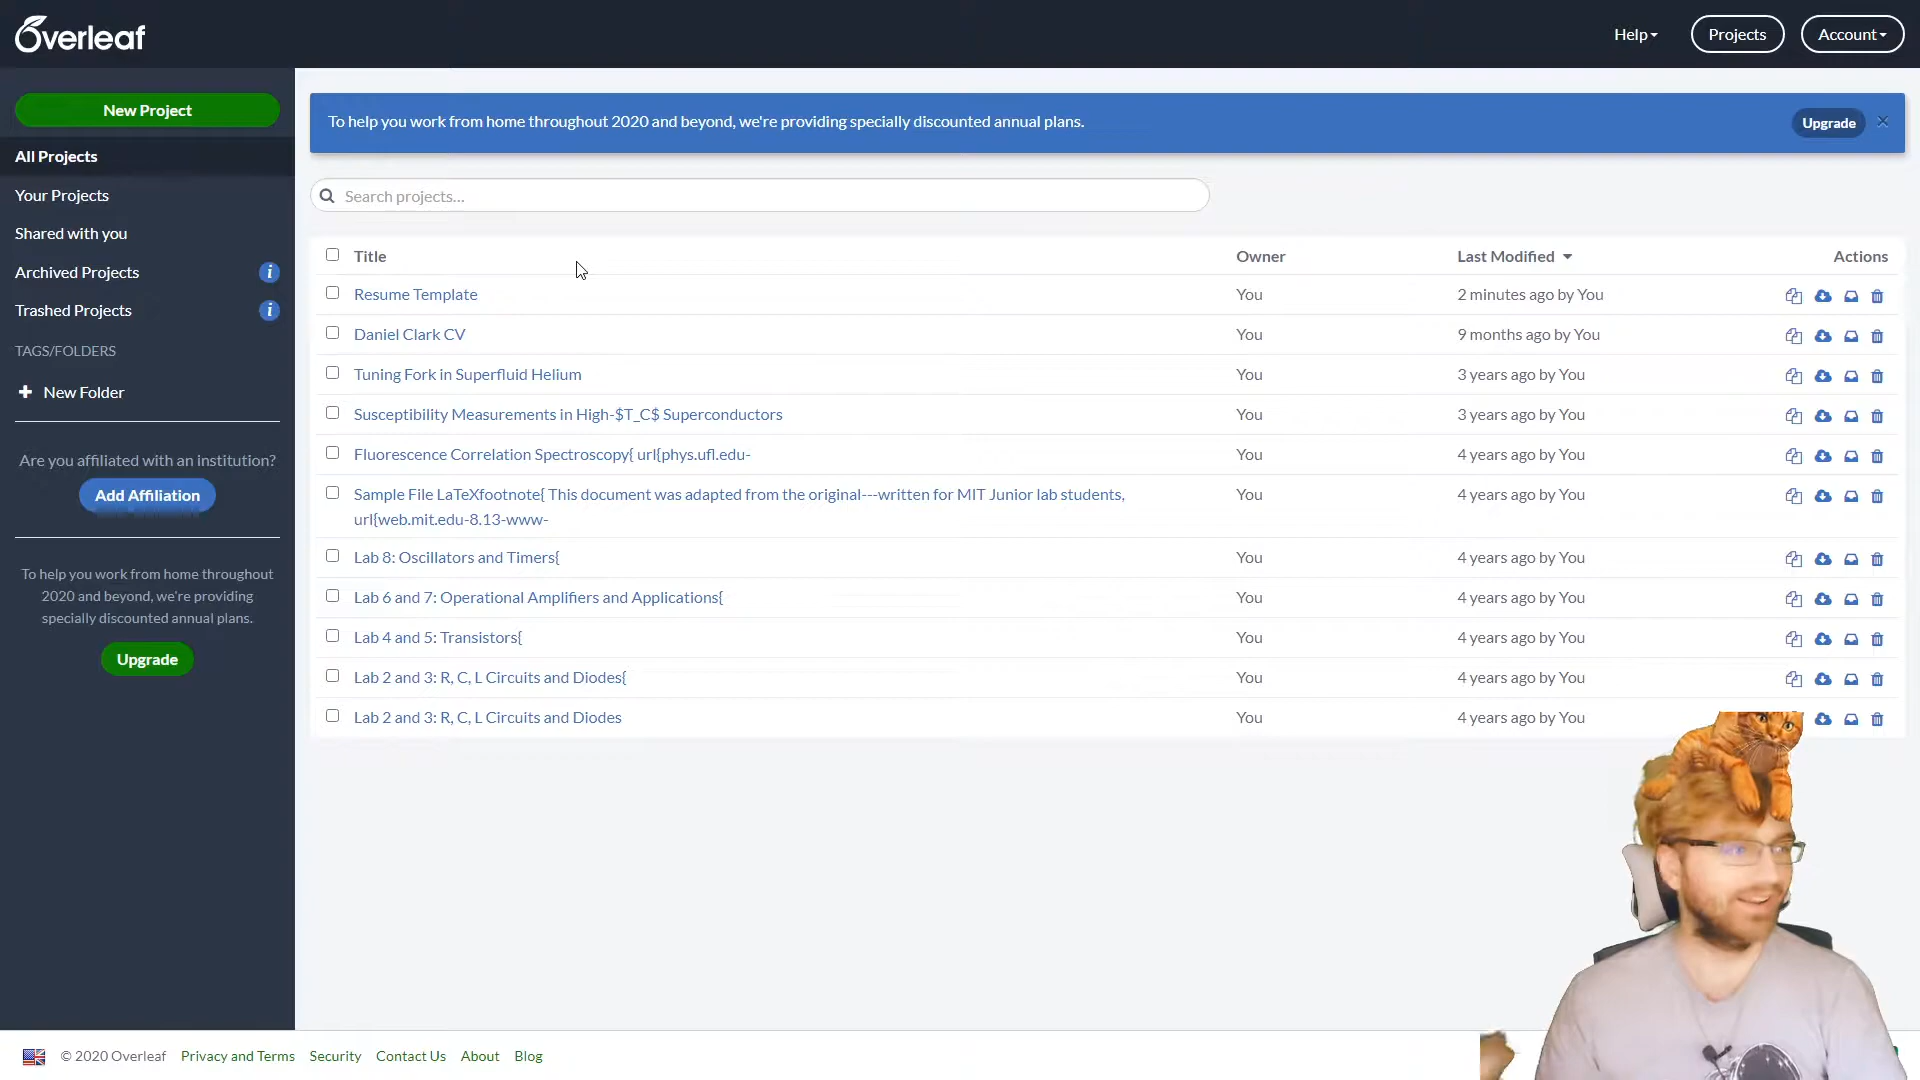 Overleaf
Help
Projects
Account
New Project
All Projects
Your Projects
Shared with you
Archived Projects
i
Trashed Projects
i
TAGS/FOLDERS
New Folder
Are you affiliated with an institution?
Add Affiliation
To help you work from home throughout
2020 and beyond, we're providing
specially discounted annual plans.
Upgrade
To help you work from home throughout 2020 and beyond, we're providing specially discounted annual plans.
Upgrade
Search projects...
Title Owner Last Modified Actions
Resume Template You 2 minutes ago by You
Daniel Clark CV You 9 months ago by You
Tuning Fork in Superfluid Helium You 3 years ago by You
Susceptibility Measurements in High-$T_C$ Superconductors You 3 years ago by You
Fluorescence Correlation Spectroscopy{ url{phys.ufl.edu- You 4 years ago by You
Sample File LaTeXfootnote{ This document was adapted from the original---written for MIT Junior lab students, You 4 years ago by You
url{web.mit.edu-8.13-www-
Lab 8: Oscillators and Timers{ You 4 years ago by You
Lab 6 and 7: Operational Amplifiers and Applications{ You 4 years ago by You
Lab 4 and 5: Transistors{ You 4 years ago by You
Lab 2 and 3: R, C, L Circuits and Diodes{ You 4 years ago by You
Lab 2 and 3: R, C, L Circuits and Diodes You 4 years ago by You
© 2020 Overleaf Privacy and Terms Security Contact Us About Blog